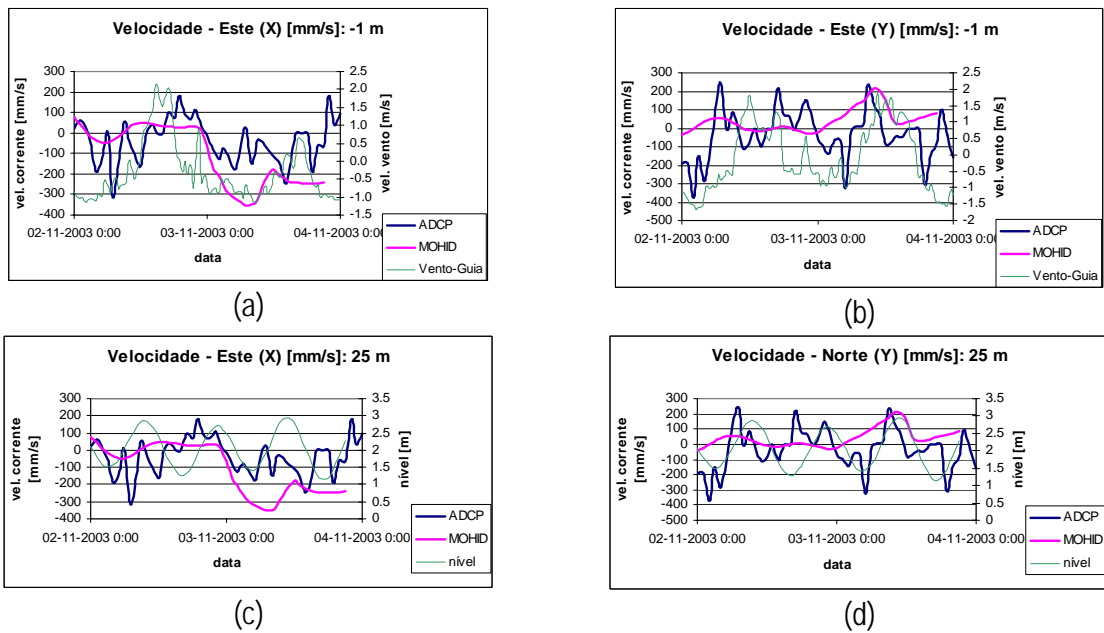 Velocidade - Este (X) [mm/s]: -1 m
vel. corrente [mm/s]
300
200
100
0
-100
-200
-300
-400
2.5
2.0
1.5
1.0
0.5
0.0
-0.5
-1.0
-1.5
vel. vento [m/s]
02-11-2003 0:00
03-11-2003 0:00
04-11-2003 0:00
data
ADCP
MOHID
Vento-Guia
(a)
Velocidade - Este (Y) [mm/s]: -1 m
vel. corrente [mm/s]
300
200
100
0
-100
-200
-300
-400
-500
2.5
2
1.5
1
0.5
0
-0.5
-1
-1.5
-2
vel. vento [m/s]
02-11-2003 0:00
03-11-2003 0:00
04-11-2003 0:00
data
ADCP
MOHID
Vento-Guia
(b)
Velocidade - Este (X) [mm/s]: 25 m
vel. corrente
[mm/s]
300
200
100
0
-100
-200
-300
-400
3.5
3
2.5
2
1.5
1
0.5
0
nível [m]
02-11-2003 0:00
03-11-2003 0:00
04-11-2003 0:00
data
ADCP
MOHID
nível
(c)
Velocidade - Norte (Y) [mm/s]: 25 m
vel. corrente
[mm/s]
300
200
100
0
-100
-200
-300
-400
-500
3.5
3
2.5
2
1.5
1
0.5
0
nível [m]
02-11-2003 0:00
03-11-2003 0:00
04-11-2003 0:00
data
ADCP
MOHID
nível
(d)